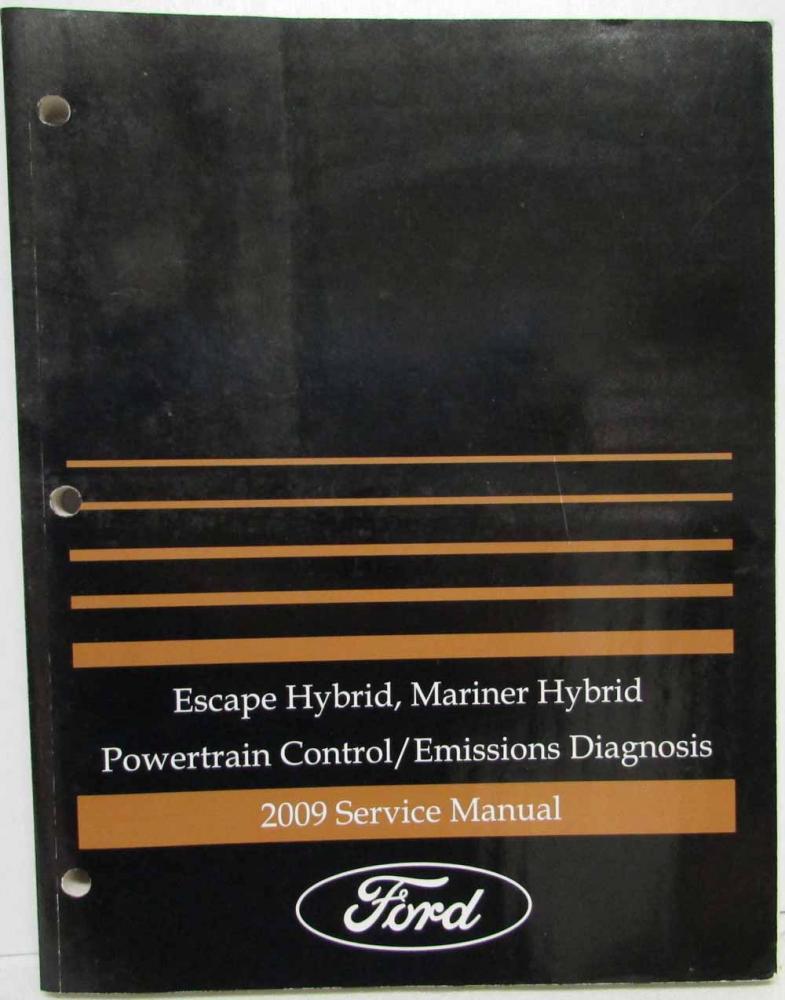 Escape Hybrid, Mariner Hybrid
Powertrain Control/Emissions Diagnosis
2009 Service Manual
Ford